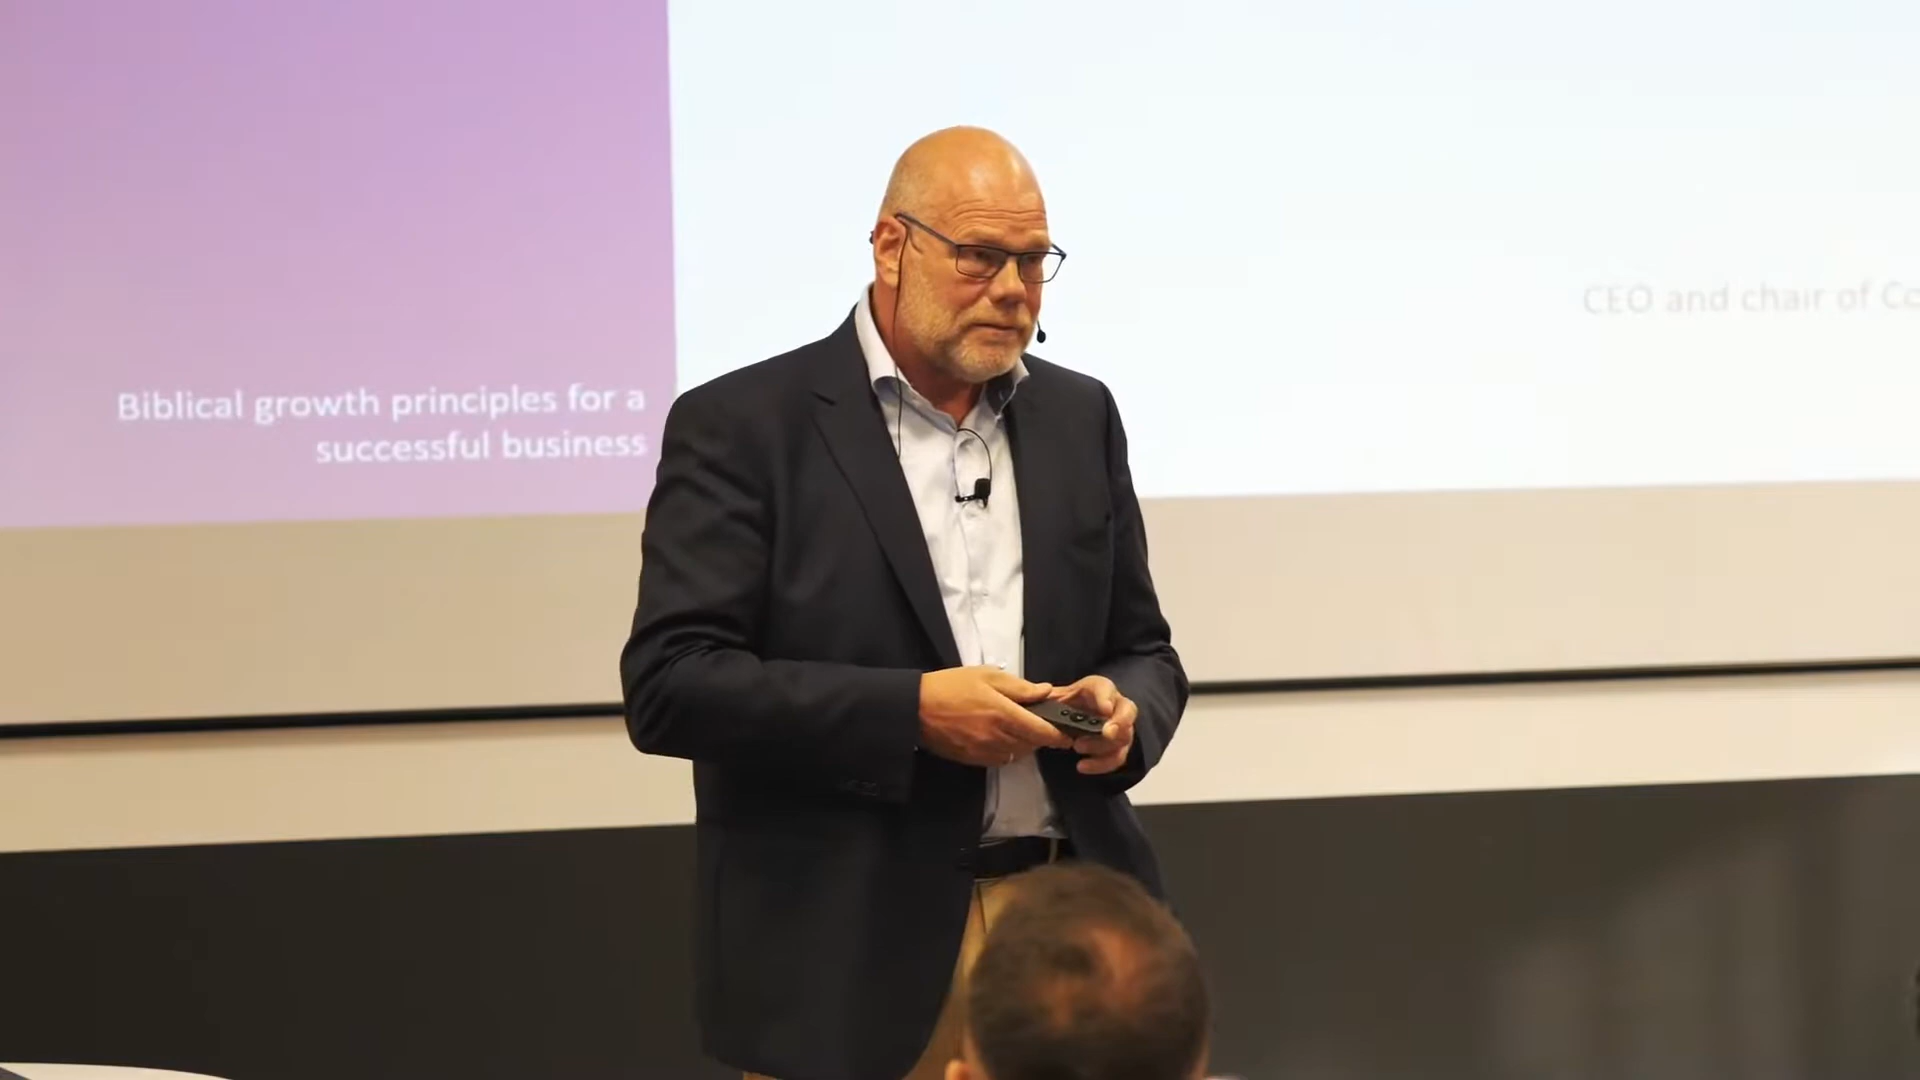 Biblical growth principles for a
successful business
CEO and chair of